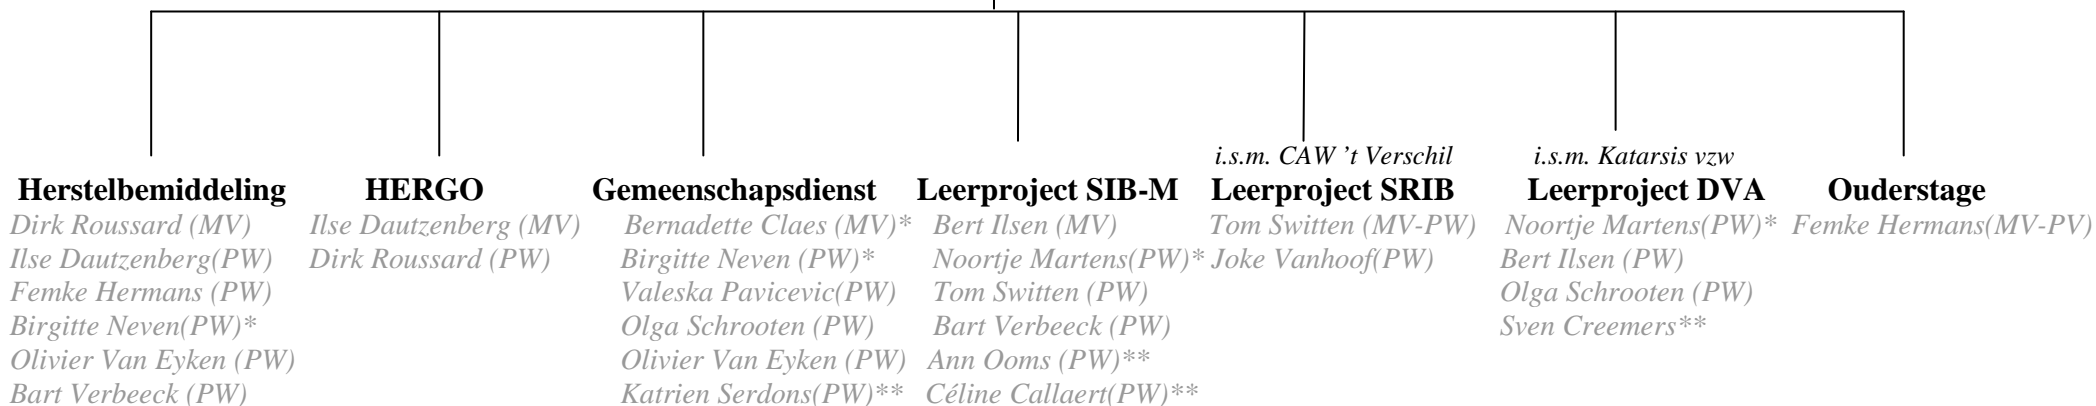 i.s.m. CAW ’t Verschil
i.s.m. Katarsis vzw
Herstelbemiddeling
Dirk Roussard (MV)
Ilse Dautzenberg(PW)
Femke Hermans (PW)
Birgitte Neven(PW)*
Olivier Van Eyken (PW)
Bart Verbeeck (PW)
HERGO
Ilse Dautzenberg (MV)
Dirk Roussard (PW)
Gemeenschapsdienst
Bernadette Claes (MV)*
Birgitte Neven (PW)*
Valeska Pavicevic(PW)
Olga Schrooten (PW)
Olivier Van Eyken (PW)
Katrien Serdons(PW)**
Leerproject SIB-M
Bert Ilsen (MV)
Noortje Martens(PW)*
Tom Switten (PW)
Bart Verbeeck (PW)
Ann Ooms (PW)**
Céline Callaert(PW)**
Leerproject SRIB
Tom Switten (MV-PW)
Joke Vanhoof(PW)
Leerproject DVA
Noortje Martens(PW)*
Bert Ilsen (PW)
Olga Schrooten (PW)
Sven Creemers**
Ouderstage
Femke Hermans(MV-PV)